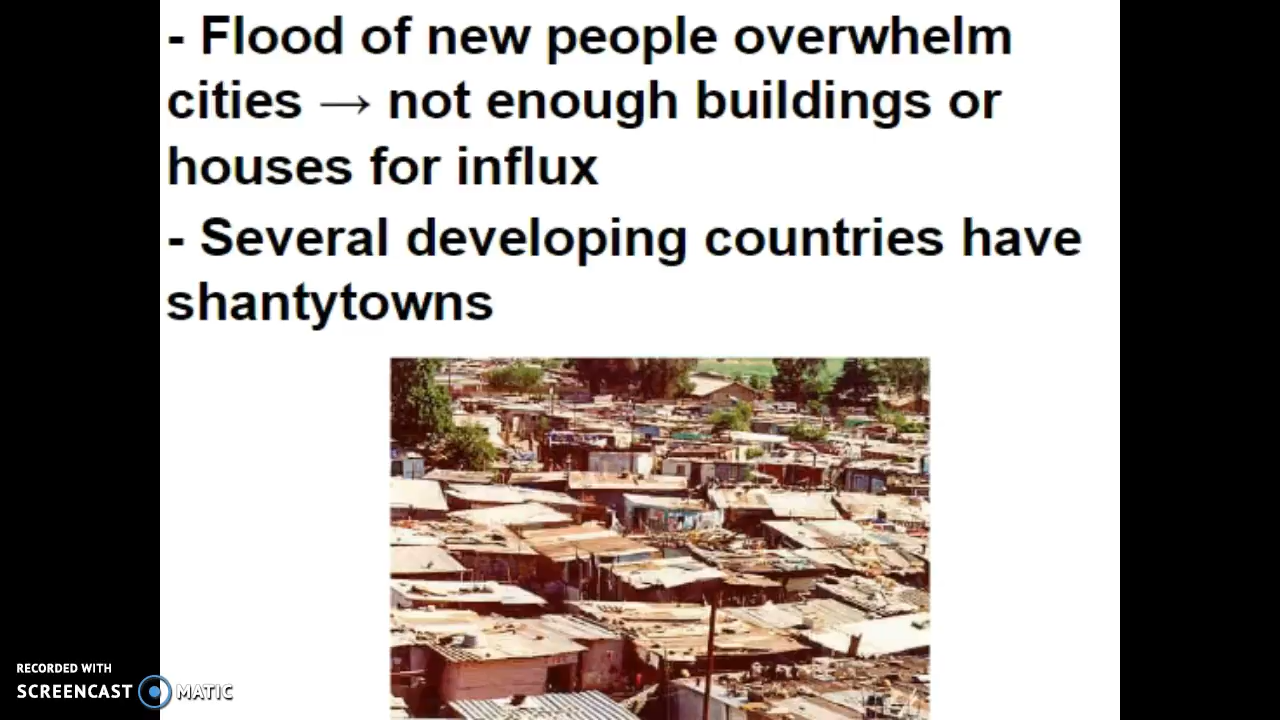 - Flood of new people overwhelm
cities → not enough buildings or
houses for influx
- Several developing countries have
shantytowns
RECORDED WITH
SCREENCAST MATIC